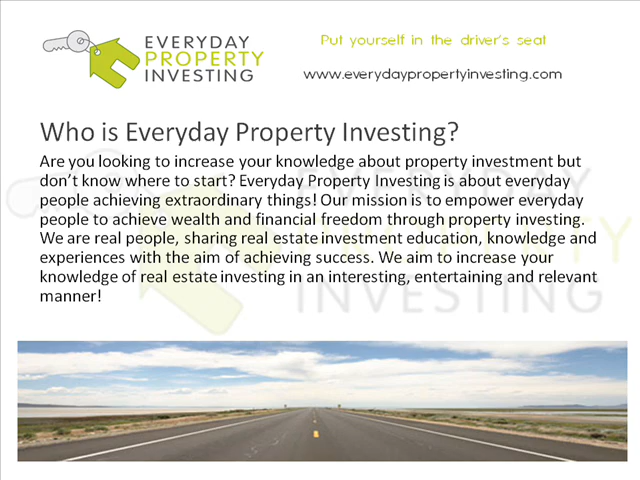 EVERYDAY
PROPERTY
INVESTING
Put yourself in the driver's seat
www.everydaypropertyinvesting.com
Who is Everyday Property Investing?
Are you looking to increase your knowledge about property investment but
don't know where to start? Everyday Property Investing is about everyday
people achieving extraordinary things! Our mission is to empower everyday
people to achieve wealth and financial freedom through property investing.
We are real people, sharing real estate investment education, knowledge and
experiences with the aim of achieving success. We aim to increase your
knowledge of real estate investing in an interesting, entertaining and relevant
manner!
EVERYDAY
PROPERTY
INVESTING